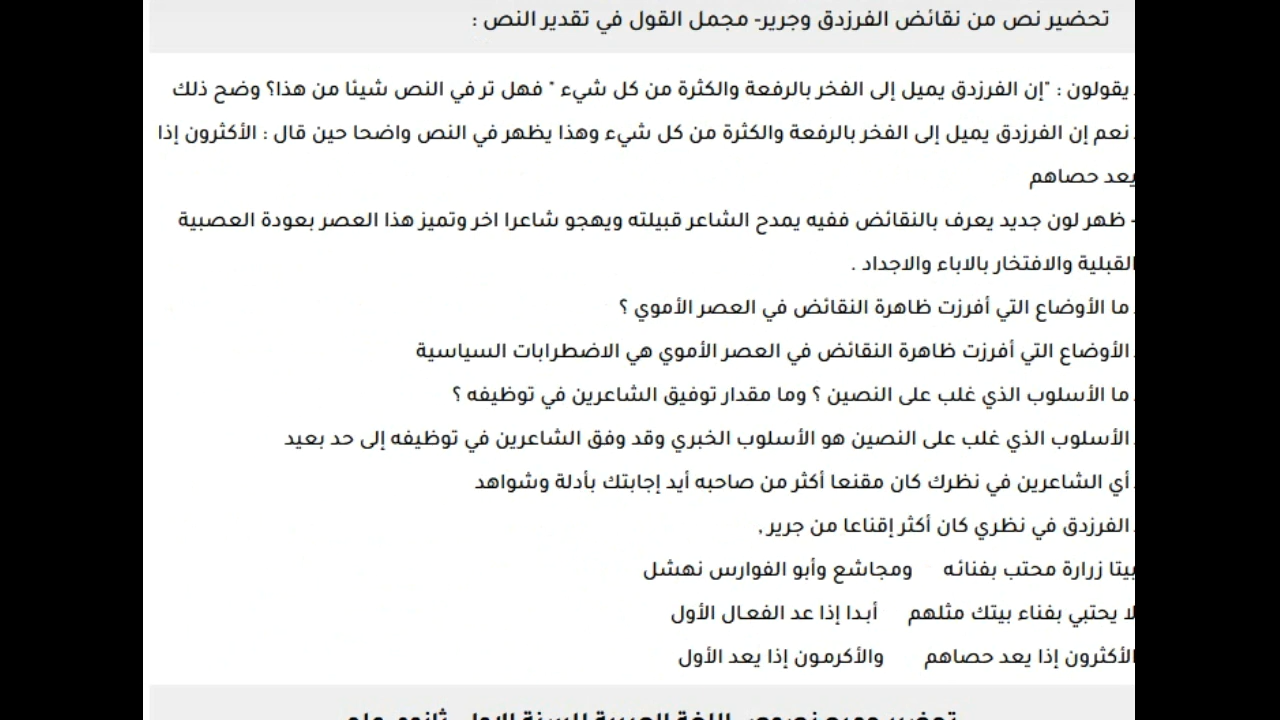 تحضير نص من نقائض الفرزدق وجرير- مجمل القول في تقدير النص :
. يقولون : "إن الفرزدق يميل إلى الفخر بالرفعة والكثرة من كل شيء " فهل تر في النص شيئا من هذا؟ وضح ذلك
. نعم إن الفرزدق يميل إلى الفخر بالرفعة والكثرة من كل شيء وهذا يظهر في النص واضحا حين قال : الأكثرون إذا
يعد حصاهم
- ظهر لون جديد يعرف بالنقائض ففيه يمدح الشاعر قبيلته ويهجو شاعرا اخر وتميز هذا العصر بعودة العصبية
القبلية والافتخار بالاباء والاجداد .
. ما الأوضاع التي أفرزت ظاهرة النقائض في العصر الأموي ؟
. الأوضاع التي أفرزت ظاهرة النقائض في العصر الأموي هي الاضطرابات السياسية
. ما الأسلوب الذي غلب على النصين ؟ وما مقدار توفيق الشاعرين في توظيفه ؟
. الأسلوب الذي غلب على النصين هو الأسلوب الخبري وقد وفق الشاعرين في توظيفه إلى حد بعيد
. أي الشاعرين في نظرك كان مقنعا أكثر من صاحبه أيد إجابتك بأدلة وشواهد
. الفرزدق في نظري كان أكثر إقناعا من جرير ,
بيتا زرارة محتب بفنائـه ومجاشع وأبو الفوارس نهشل
لا يحتبي بفناء بيتك مثلهم أبـدا إذا عد الفعـال الأول
الأكثرون إذا يعد حصاهم والأكرمـون إذا يعد الأول